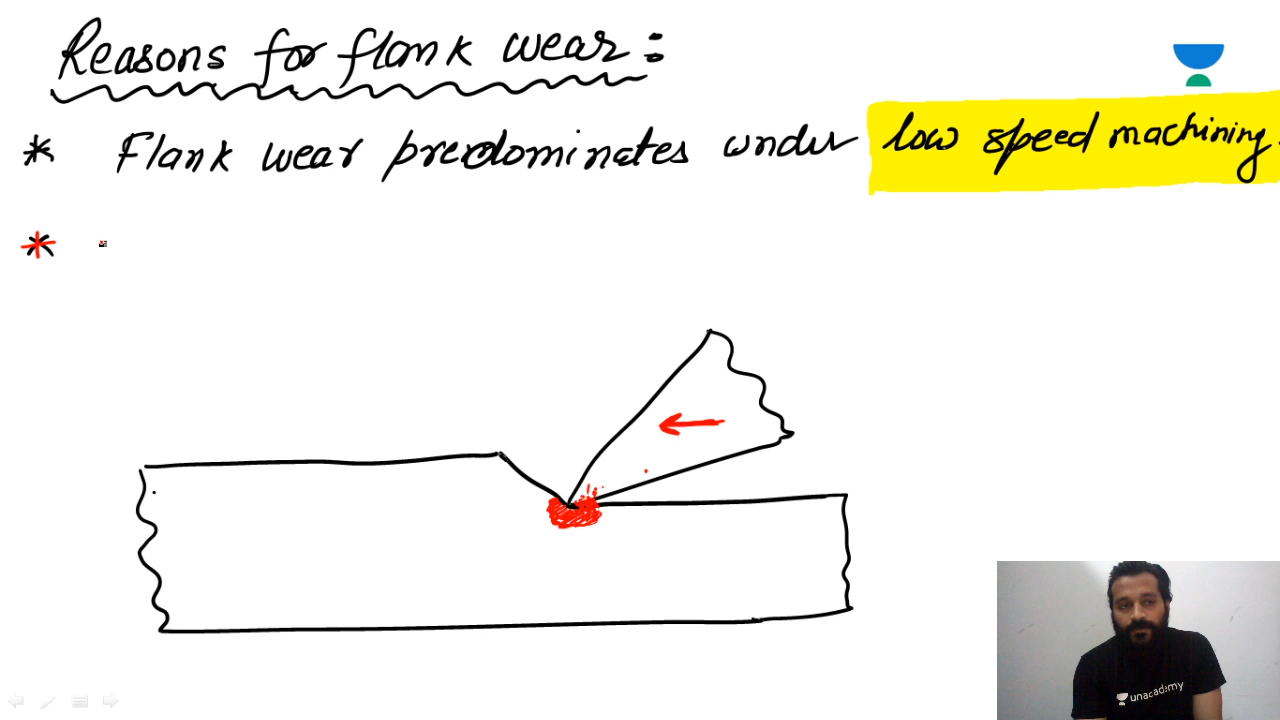 Reasons for flank wear:
* Flank wear predominates under low speed machining.
*
unacademy